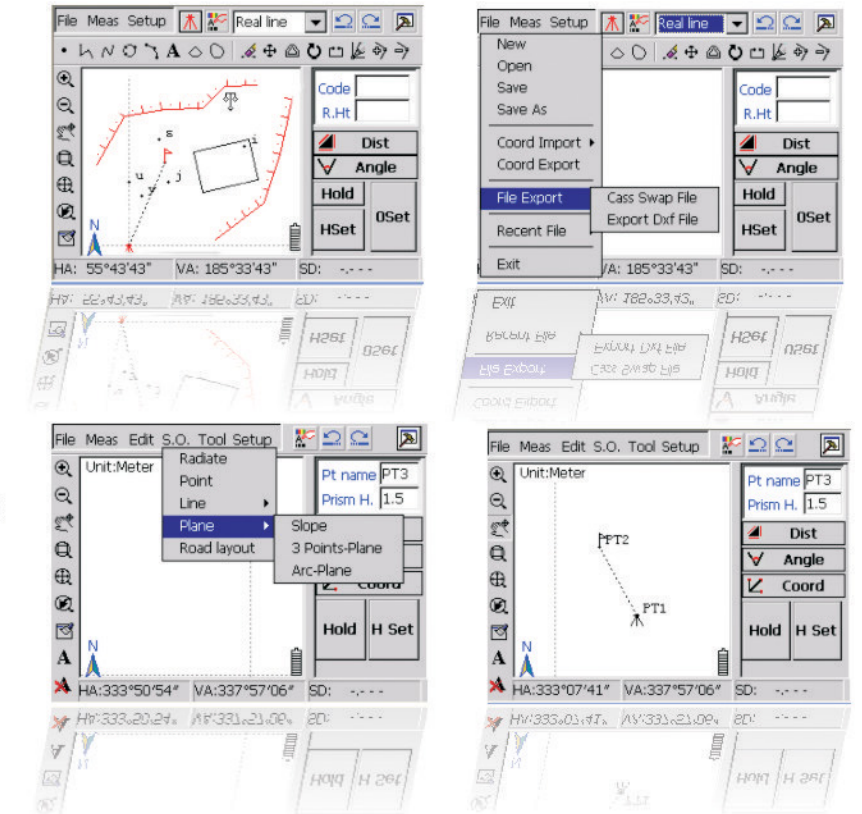 File Meas Setup Real line
A
Code
R.Ht
s
i
u
j
y
Dist
Angle
Hold
HSet
0Set
N
HA: 55°43'43" VA: 185°33'43" SD: -.---
File Meas Setup Real line
New
Open
Save
Save As
Coord Import
Coord Export
File Export
Cass Swap File
Export Dxf File
Recent File
Exit
Code
R.Ht
Dist
Angle
Hold
HSet
0Set
/A: 185°33'43" SD: -.---
File Meas Edit S.O. Tool Setup
Unit:Meter
Radiate
Point
Line
Plane
Road layout
Slope
3 Points-Plane
Arc-Plane
Pt name PT3
Prism H. 1.5
Coord
Hold H Set
N
A
HA:333°50'54" VA:337°57'06" SD: -.---
File Meas Edit S.O. Tool Setup
Unit:Meter
Pt name PT3
Prism H. 1.5
PT2
PT1
Dist
Angle
Coord
Hold H Set
N
A
HA:333°07'41" VA:337°57'06" SD: -.---